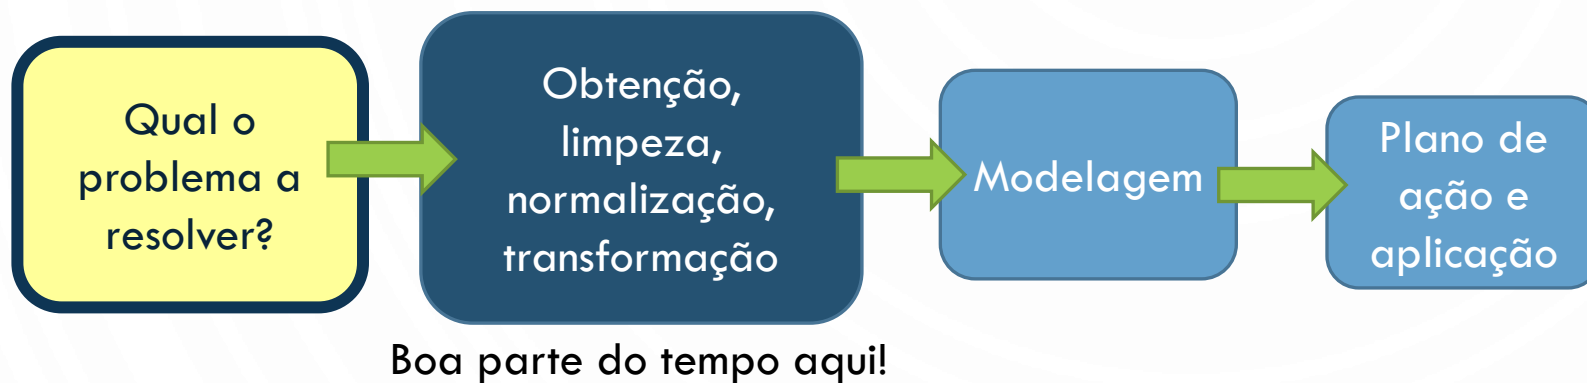 Qual o
problema a
resolver?
Obtenção,
limpeza,
normalização,
transformação
Boa parte do tempo aqui!
Modelagem
Plano de
ação e
aplicação